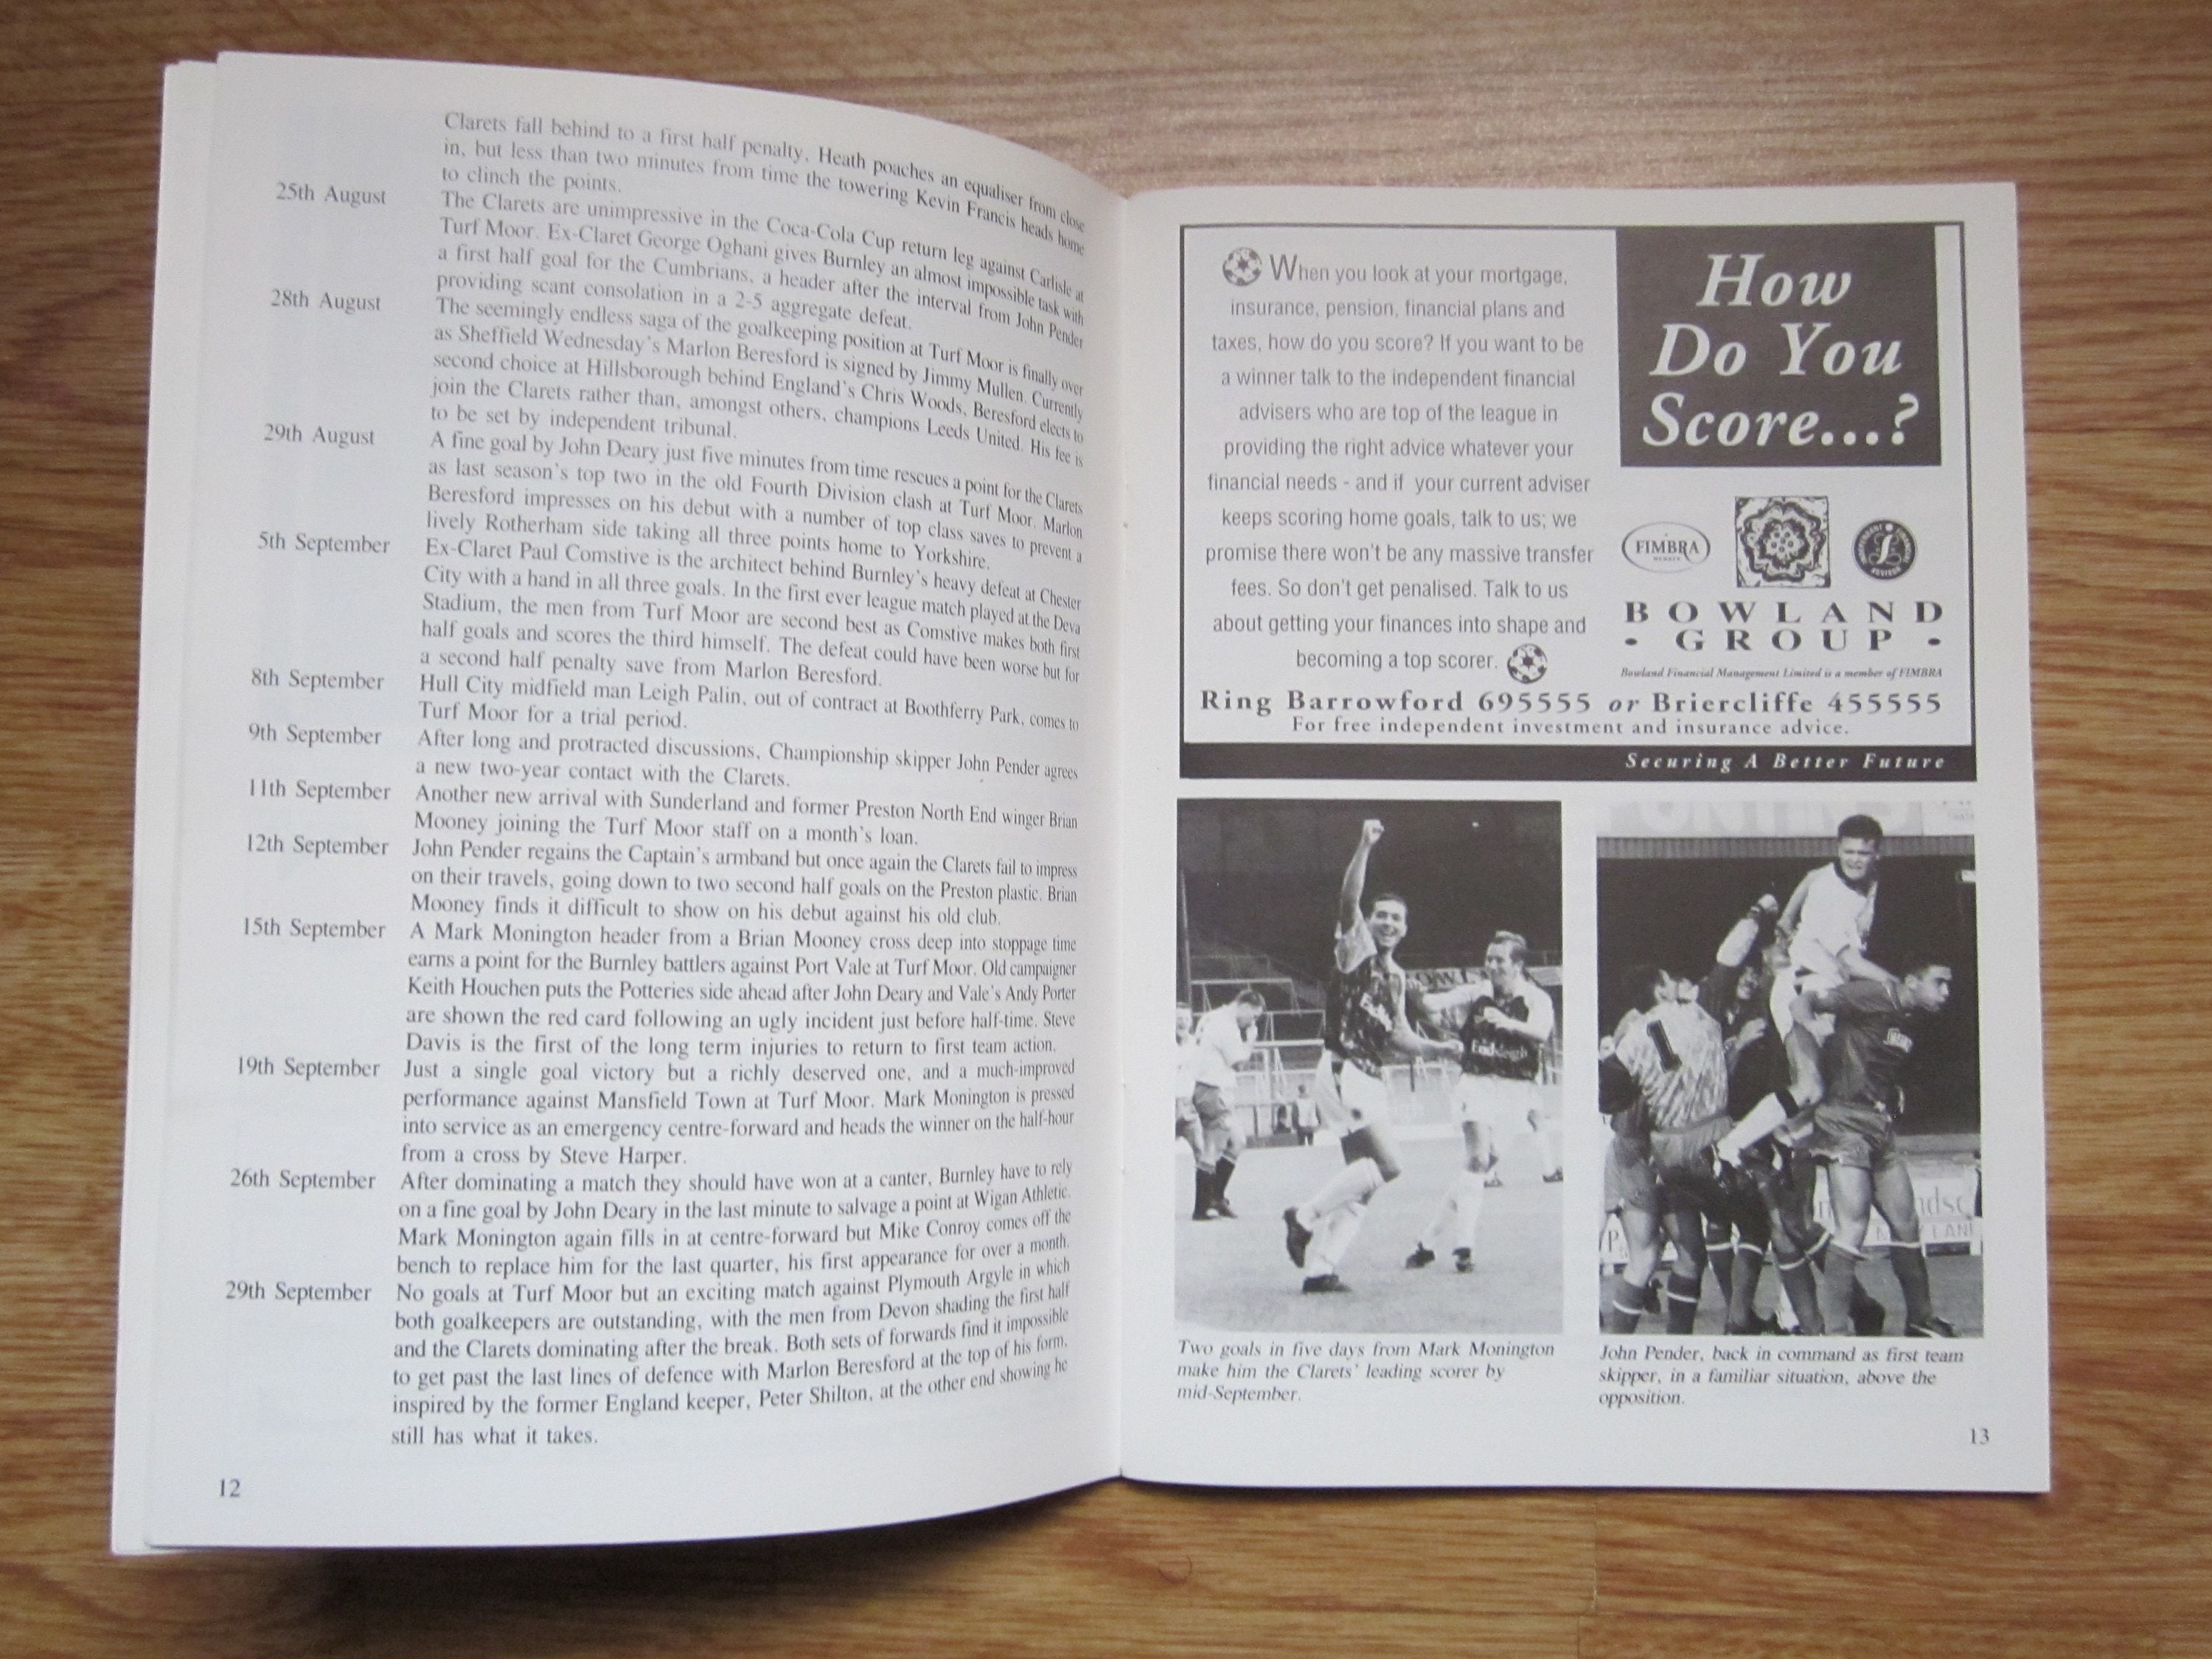 Clarets fall behind to a first half penalty. Heath poaches an equaliser from close
in, but less than two minutes from time the towering Kevin Francis heads home
to clinch the points.
25th August The Clarets are unimpressive in the Coca-Cola Cup return leg against Carlisle at
Turf Moor. Ex-Claret George Oghani gives Burnley an almost impossible task with
a first half goal for the Cumbrians, a header after the interval from John Pender
providing scant consolation in a 2-5 aggregate defeat.
28th August The seemingly endless saga of the goalkeeping position at Turf Moor is finally over
as Sheffield Wednesday's Marlon Beresford is signed by Jimmy Mullen. Currently
second choice at Hillsborough behind England's Chris Woods, Beresford elects to
join the Clarets rather than, amongst others, champions Leeds United. His fee is
to be set by independent tribunal.
29th August A fine goal by John Deary just five minutes from time rescues a point for the Clarets
as last season's top two in the old Fourth Division clash at Turf Moor. Marlon
Beresford impresses on his debut with a number of top class saves to prevent a
lively Rotherham side taking all three points home to Yorkshire.
5th September Ex-Claret Paul Comstive is the architect behind Burnley's heavy defeat at Chester
City with a hand in all three goals. In the first ever league match played at the Deva
Stadium, the men from Turf Moor are second best as Comstive makes both first
half goals and scores the third himself. The defeat could have been worse but for
a second half penalty save from Marlon Beresford.
8th September Hull City midfield man Leigh Palin, out of contract at Boothferry Park, comes to
Turf Moor for a trial period.
9th September After long and protracted discussions, Championship skipper John Pender agrees
a new two-year contact with the Clarets.
11th September Another new arrival with Sunderland and former Preston North End winger Brian
Mooney joining the Turf Moor staff on a month's loan.
12th September John Pender regains the Captain's armband but once again the Clarets fail to impress
on their travels, going down to two second half goals on the Preston plastic. Brian
Mooney finds it difficult to show on his debut against his old club.
15th September A Mark Monington header from a Brian Mooney cross deep into stoppage time
earns a point for the Burnley battlers against Port Vale at Turf Moor. Old campaigner
Keith Houchen puts the Potteries side ahead after John Deary and Vale's Andy Porter
are shown the red card following an ugly incident just before half-time. Steve
Davis is the first of the long term injuries to return to first team action.
19th September Just a single goal victory but a richly deserved one, and a much-improved
performance against Mansfield Town at Turf Moor. Mark Monington is pressed
into service as an emergency centre-forward and heads the winner on the half-hour
from a cross by Steve Harper.
26th September After dominating a match they should have won at a canter, Burnley have to rely
on a fine goal by John Deary in the last minute to salvage a point at Wigan Athletic.
Mark Monington again fills in at centre-forward but Mike Conroy comes off the
bench to replace him for the last quarter, his first appearance for over a month.
29th September No goals at Turf Moor but an exciting match against Plymouth Argyle in which
both goalkeepers are outstanding, with the men from Devon shading the first half
and the Clarets dominating after the break. Both sets of forwards find it impossible
to get past the last lines of defence with Marlon Beresford at the top of his form,
inspired by the former England keeper, Peter Shilton, at the other end showing he
still has what it takes.
12
When you look at your mortgage,
insurance, pension, financial plans and
taxes, how do you score? If you want to be
a winner talk to the independent financial
advisers who are top of the league in
providing the right advice whatever your
financial needs - and if your current adviser
keeps scoring home goals, talk to us; we
promise there won't be any massive transfer
fees. So don't get penalised. Talk to us
about getting your finances into shape and
becoming a top scorer.
How
Do You
Score...?
FIMBRA
BOWLAND
• GROUP •
Bowland Financial Management Limited is a member of FIMBRA
Ring Barrowford 695555 or Briercliffe 455555
For free independent investment and insurance advice.
Securing A Better Future
Endsleigh
1
Two goals in five days from Mark Monington
make him the Clarets' leading scorer by
mid-September.
John Pender, back in command as first team
skipper, in a familiar situation, above the
opposition.
13